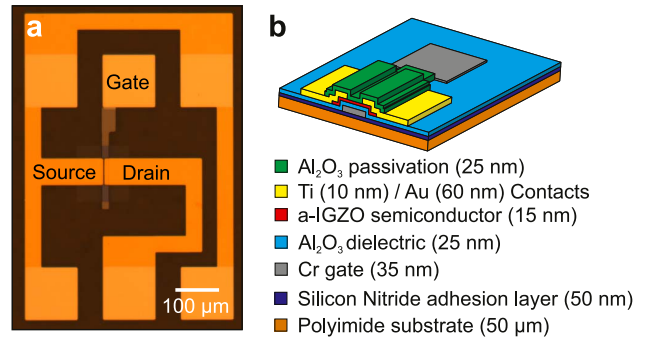 a
Gate
Source
Drain
100 µm
b
Al₂O₃ passivation (25 nm)
Ti (10 nm) / Au (60 nm) Contacts
a-IGZO semiconductor (15 nm)
Al₂O₃ dielectric (25 nm)
Cr gate (35 nm)
Silicon Nitride adhesion layer (50 nm)
Polyimide substrate (50 µm)